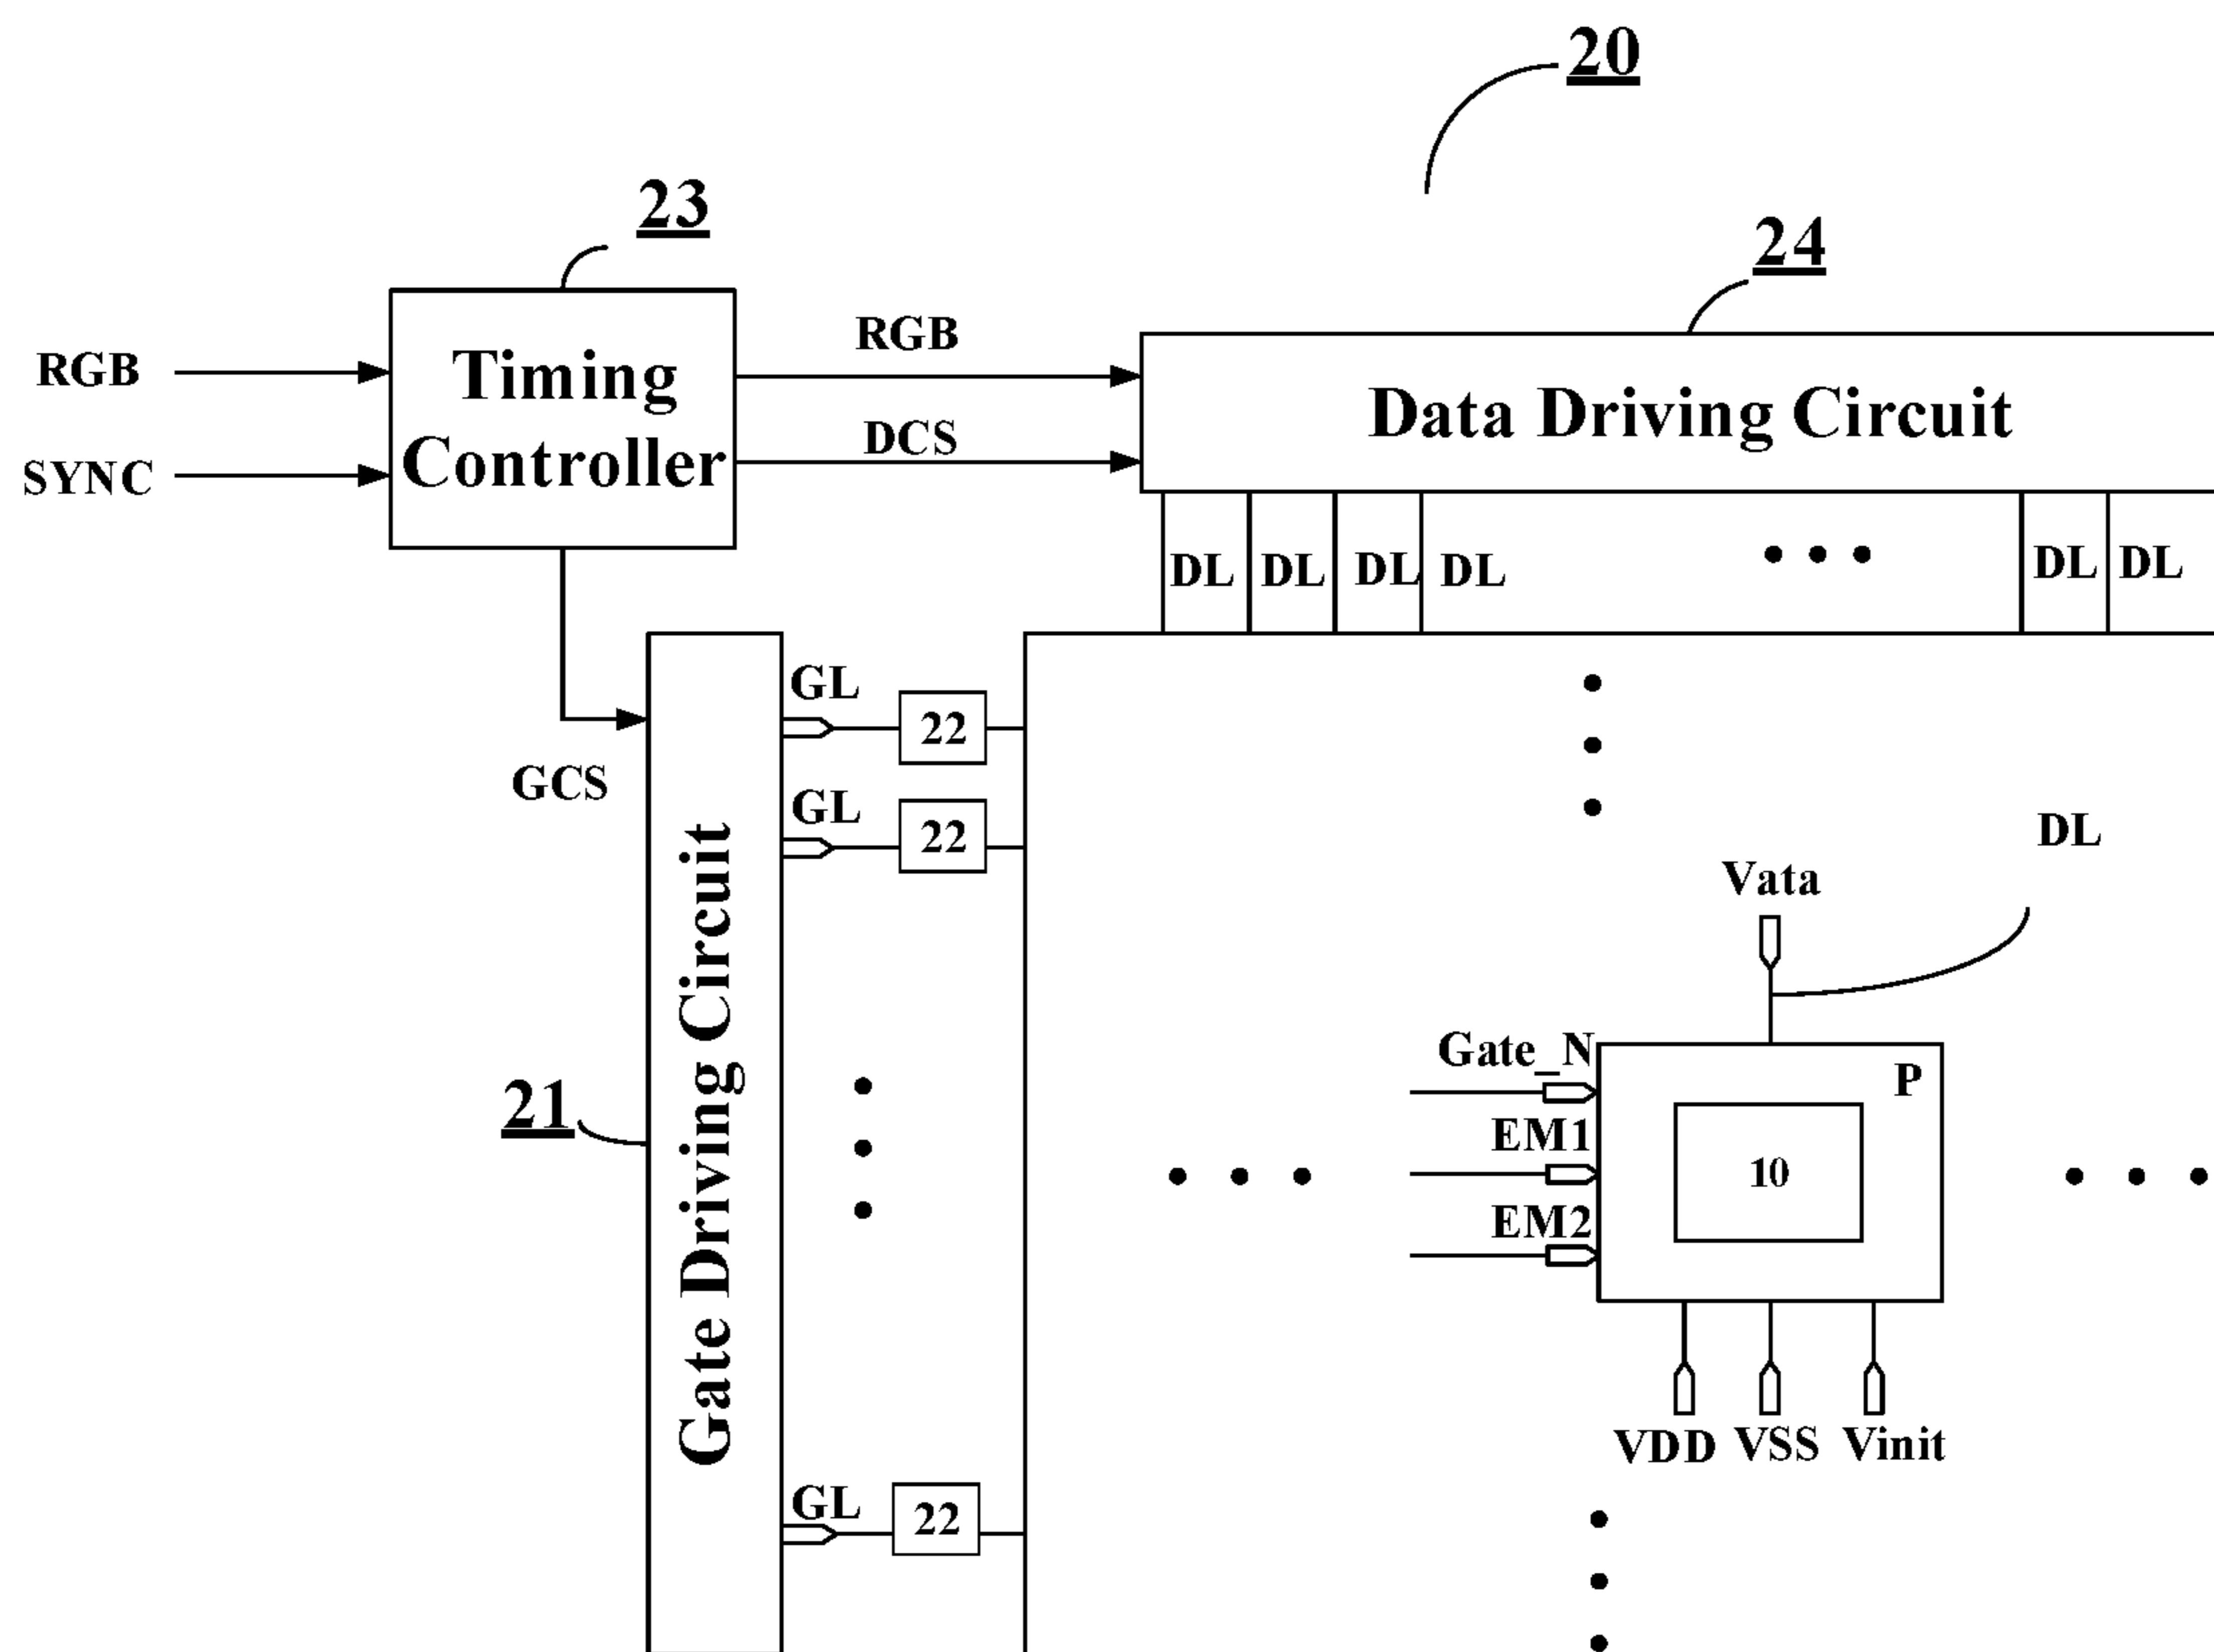 20
23
24
RGB
SYNC
Timing
Controller
RGB
DCS
Data Driving Circuit
DL
DL
DL
DL
DL
DL
GCS
GL
22
GL
22
Gate Driving Circuit
21
GL
22
DL
Vata
Gate_N
EM1
EM2
P
10
VDD
VSS
Vinit